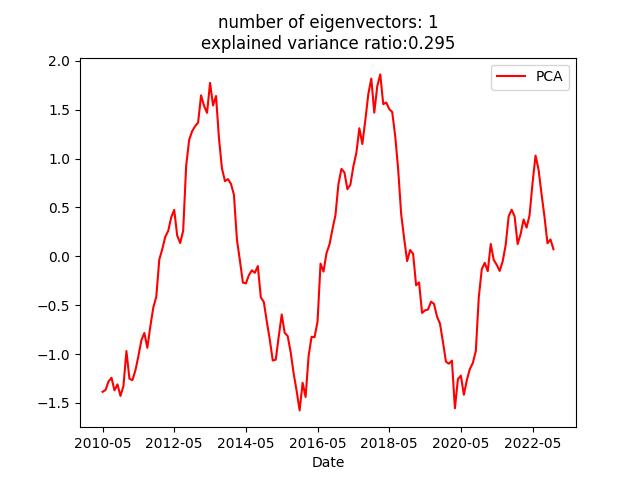 number of eigenvectors: 1
explained variance ratio:0.295
PCA
2.0
1.5
1.0
0.5
0.0
−0.5
−1.0
−1.5
2010-05 2012-05 2014-05 2016-05 2018-05 2020-05 2022-05
Date